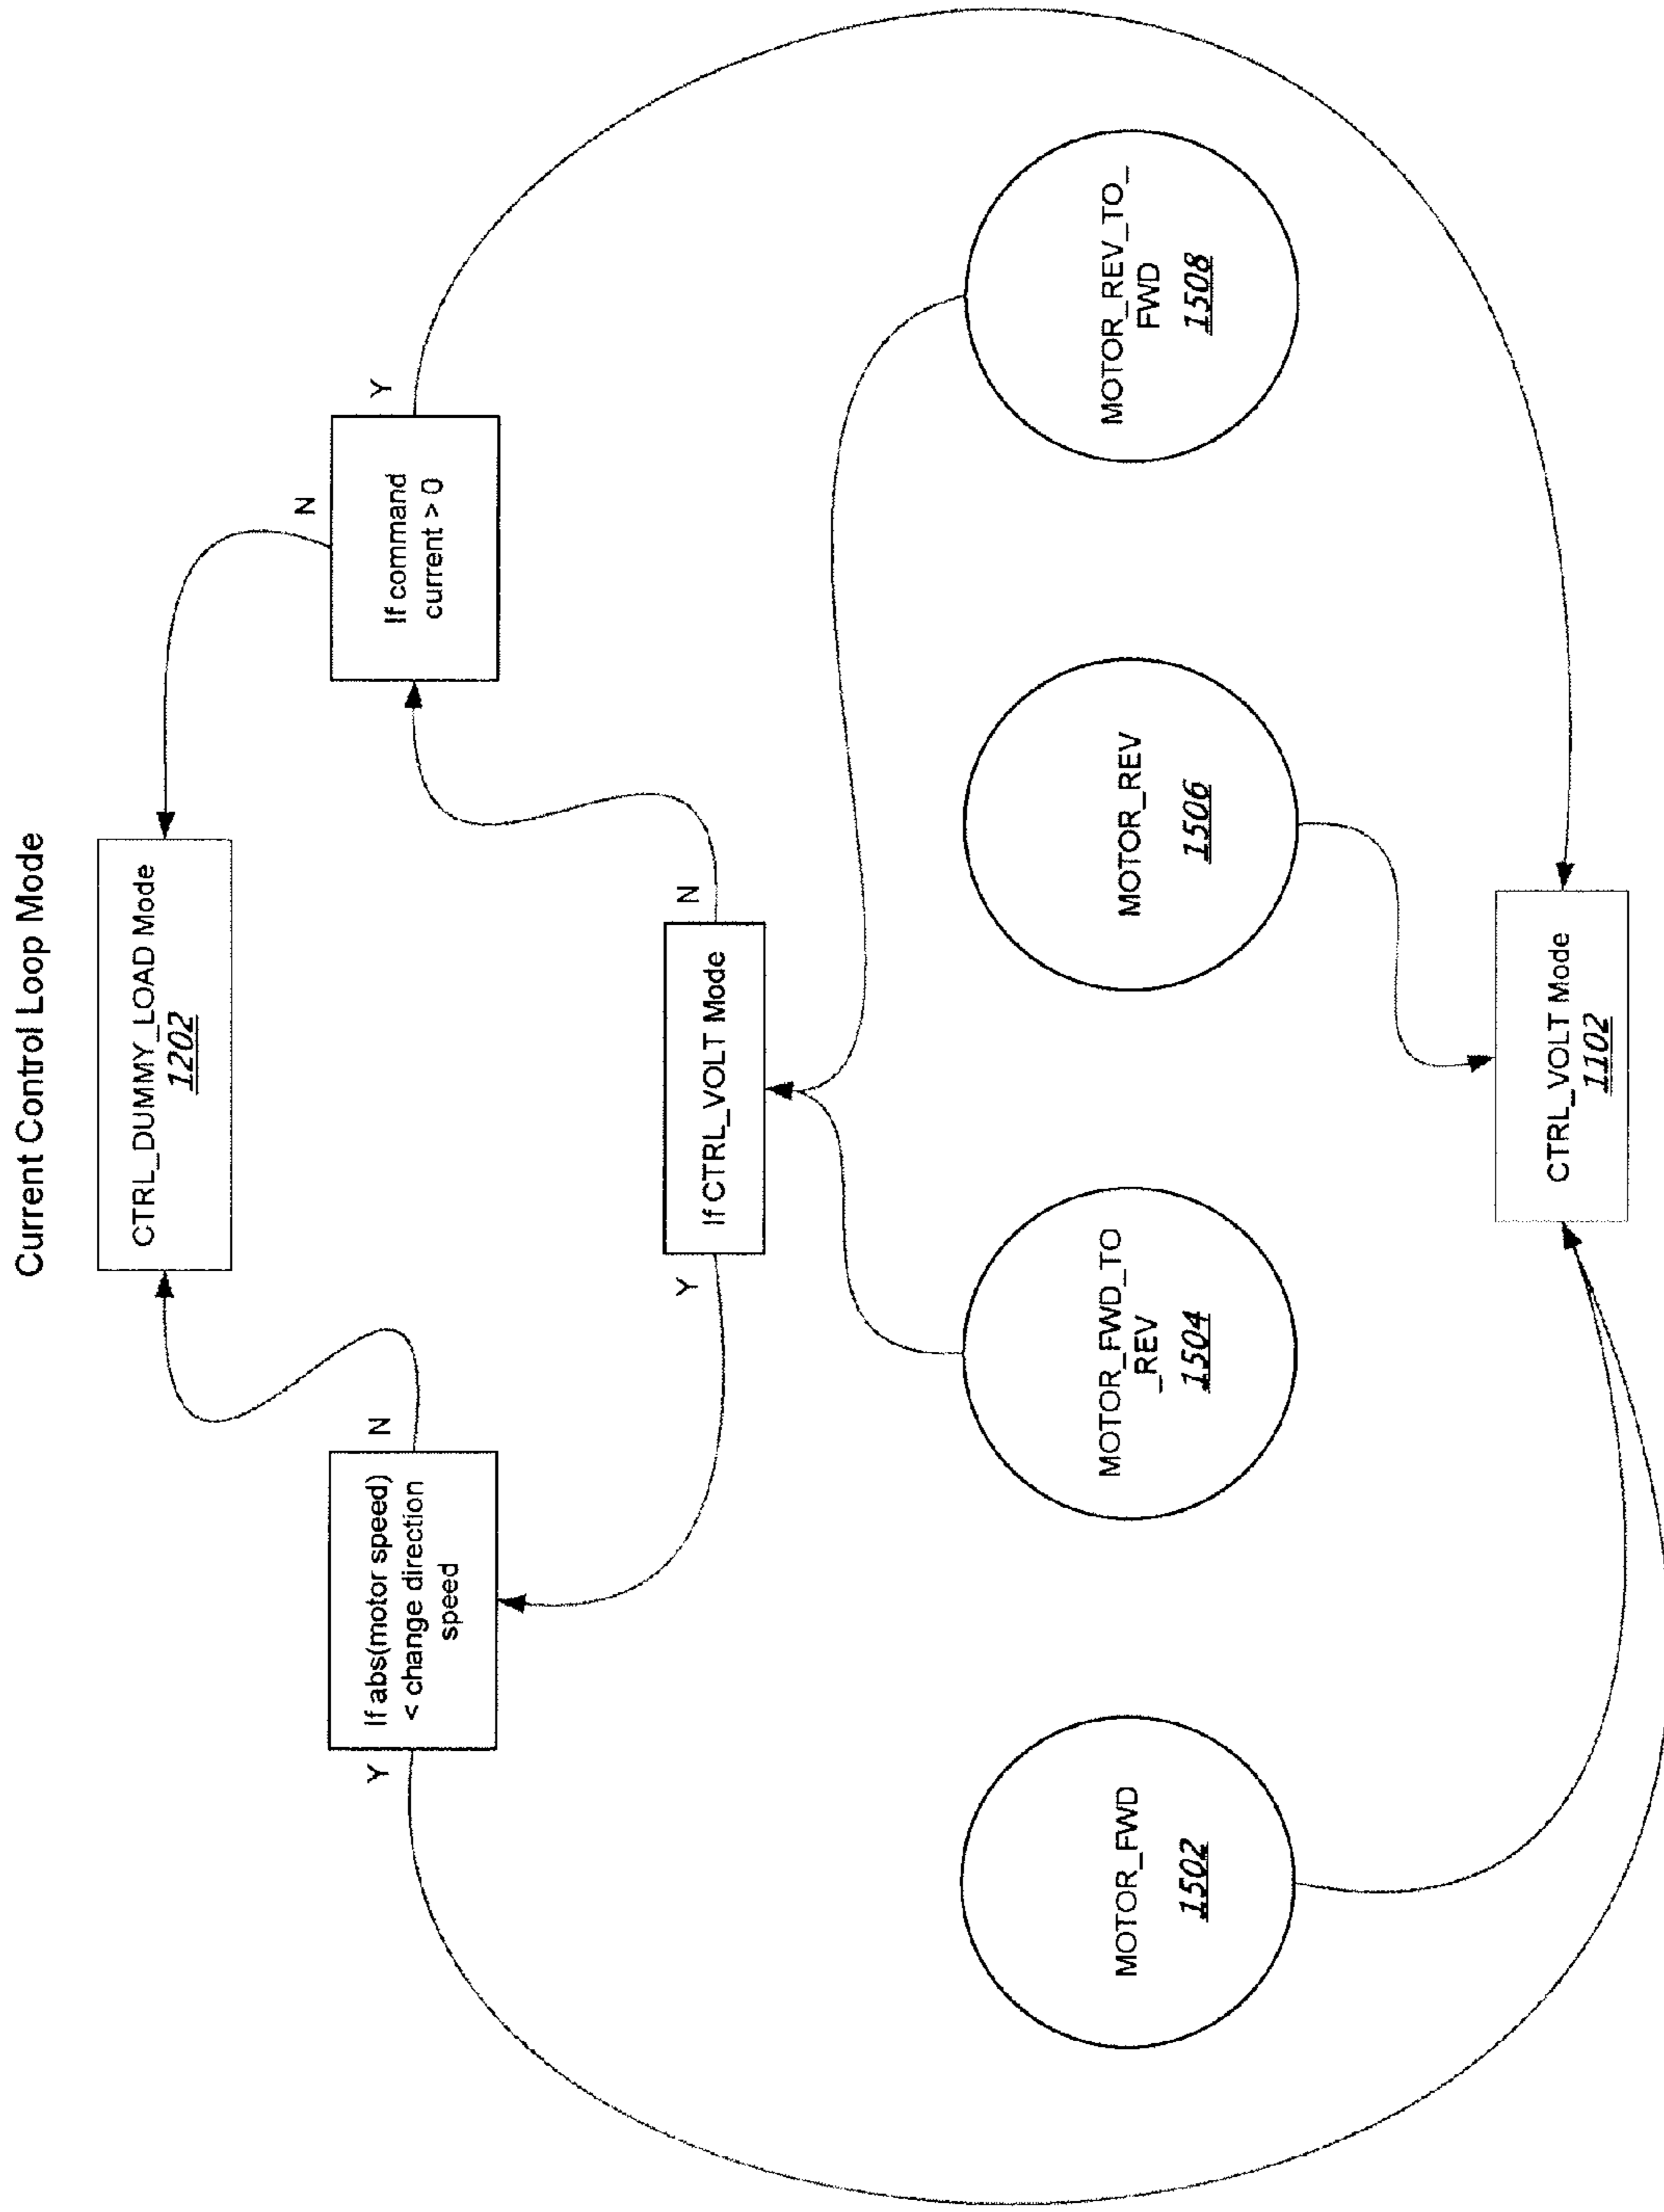 Current Control Loop Mode
CTRL_DUMMY_LOAD Mode
1202
If abs(motor speed)
< change direction
speed
Y
N
If command
current > 0
N
Y
If CTRL_VOLT Mode
Y
N
MOTOR_FWD
1502
MOTOR_FWD_TO
_REV
1504
MOTOR_REV
1506
MOTOR_REV_TO_
FWD
1508
CTRL_VOLT Mode
1102